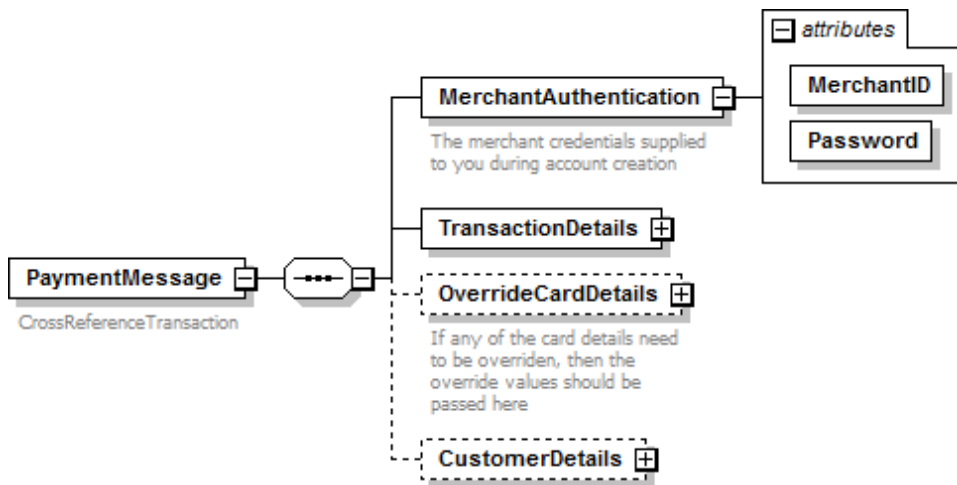 attributes
MerchantAuthentication
MerchantID
The merchant credentials supplied
to you during account creation
Password
TransactionDetails
PaymentMessage
CrossReferenceTransaction
OverrideCardDetails
If any of the card details need
to be overriden, then the
override values should be
passed here
CustomerDetails